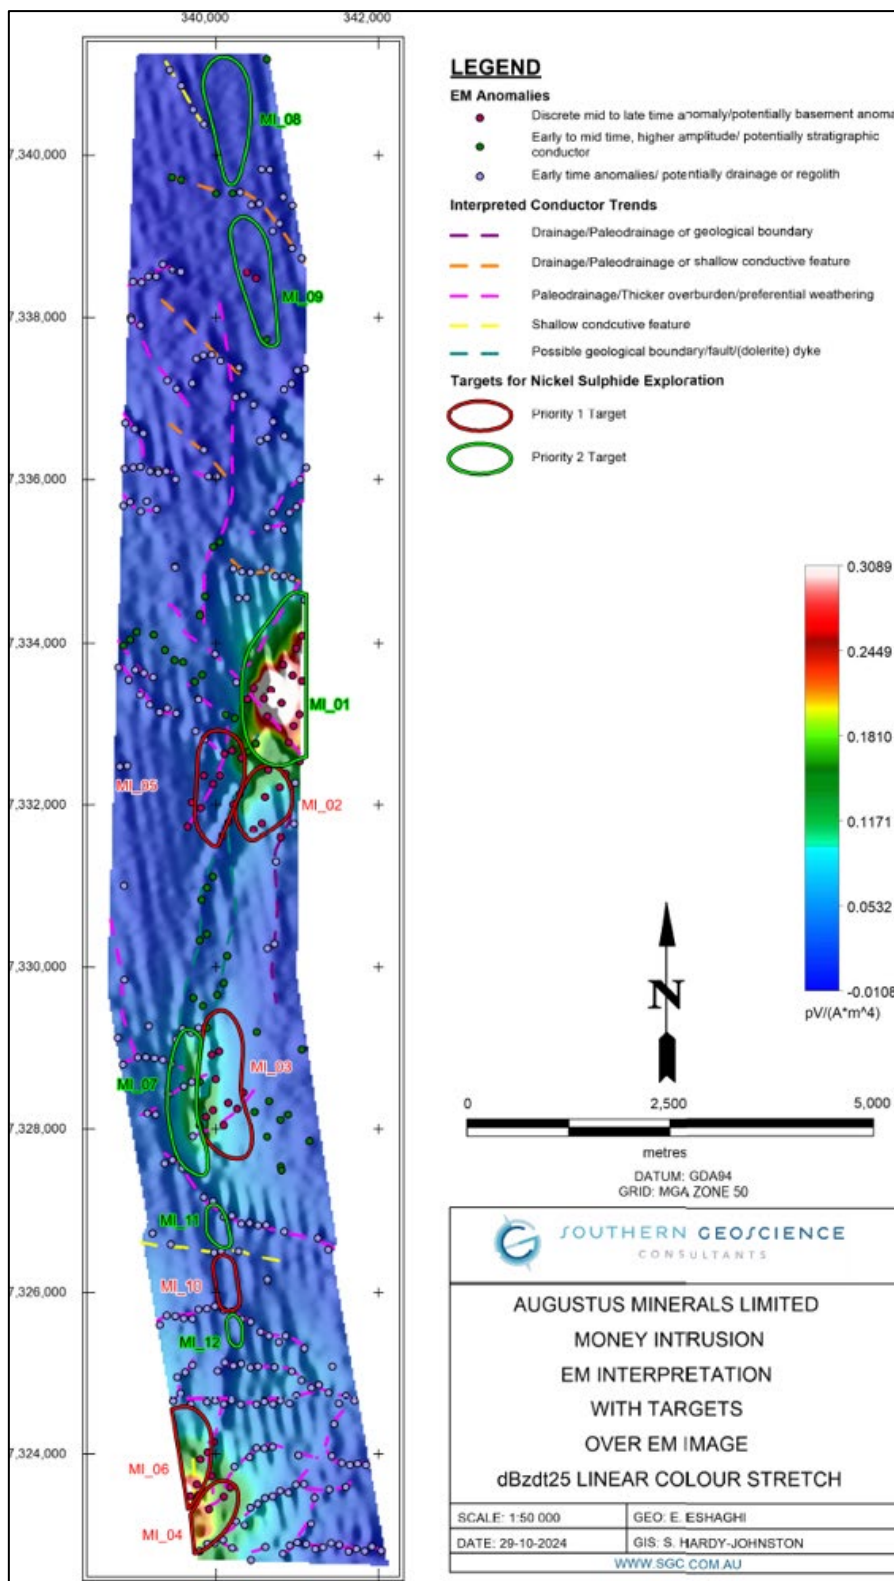 340,000
342,000
7,340,000
7,338,000
7,336,000
7,334,000
7,332,000
7,330,000
7,328,000
7,326,000
7,324,000
MI_08
MI_09
MI_01
MI_05
MI_02
MI_03
MI_07
MI_11
MI_10
MI_12
MI_06
MI_04
LEGEND
EM Anomalies
Discrete mid to late time anomaly/potentially basement anoma
Early to mid time, higher amplitude/ potentially stratigraphic
conductor
Early time anomalies/ potentially drainage or regolith
Interpreted Conductor Trends
Drainage/Paleodrainage or geological boundary
Drainage/Paleodrainage or shallow conductive feature
Paleodrainage/Thicker overburden/preferential weathering
Shallow condcutive feature
Possible geological boundary/fault/(dolerite) dyke
Targets for Nickel Sulphide Exploration
Priority 1 Target
Priority 2 Target
0.3089
0.2449
0.1810
0.1171
0.0532
-0.0108
pV/(A*m^4)
N
0 2,500 5,000
metres
DATUM: GDA94
GRID: MGA ZONE 50
SOUTHERN GEOSCIENCE
CONSULTANTS
AUGUSTUS MINERALS LIMITED
MONEY INTRUSION
EM INTERPRETATION
WITH TARGETS
OVER EM IMAGE
dBzdt25 LINEAR COLOUR STRETCH
SCALE: 1:50 000 GEO: E. ESHAGHI
DATE: 29-10-2024 GIS: S. HARDY-JOHNSTON
WWW.SGC.COM.AU